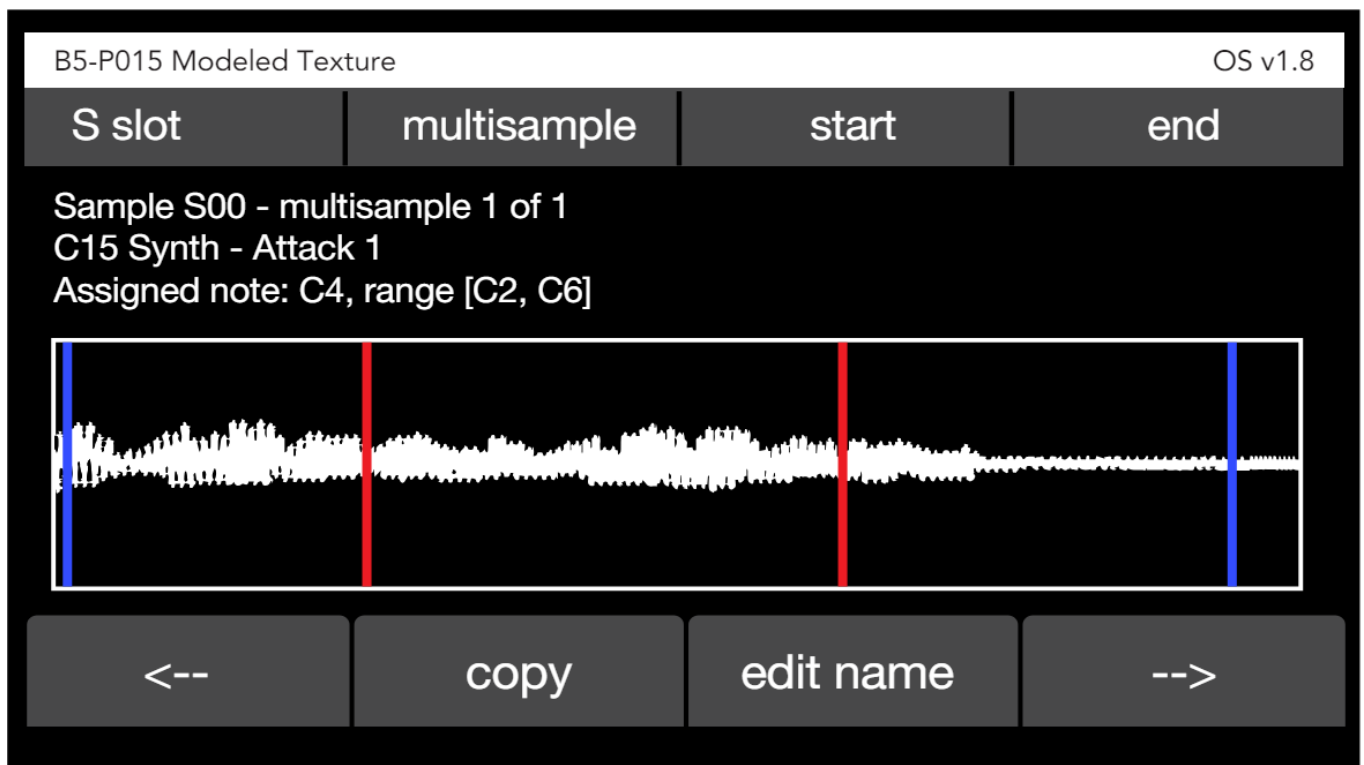 B5-P015 Modeled Texture OS v1.8
S slot multisample start end
Sample S00 - multisample 1 of 1
C15 Synth - Attack 1
Assigned note: C4, range [C2, C6]
<-- copy edit name -->